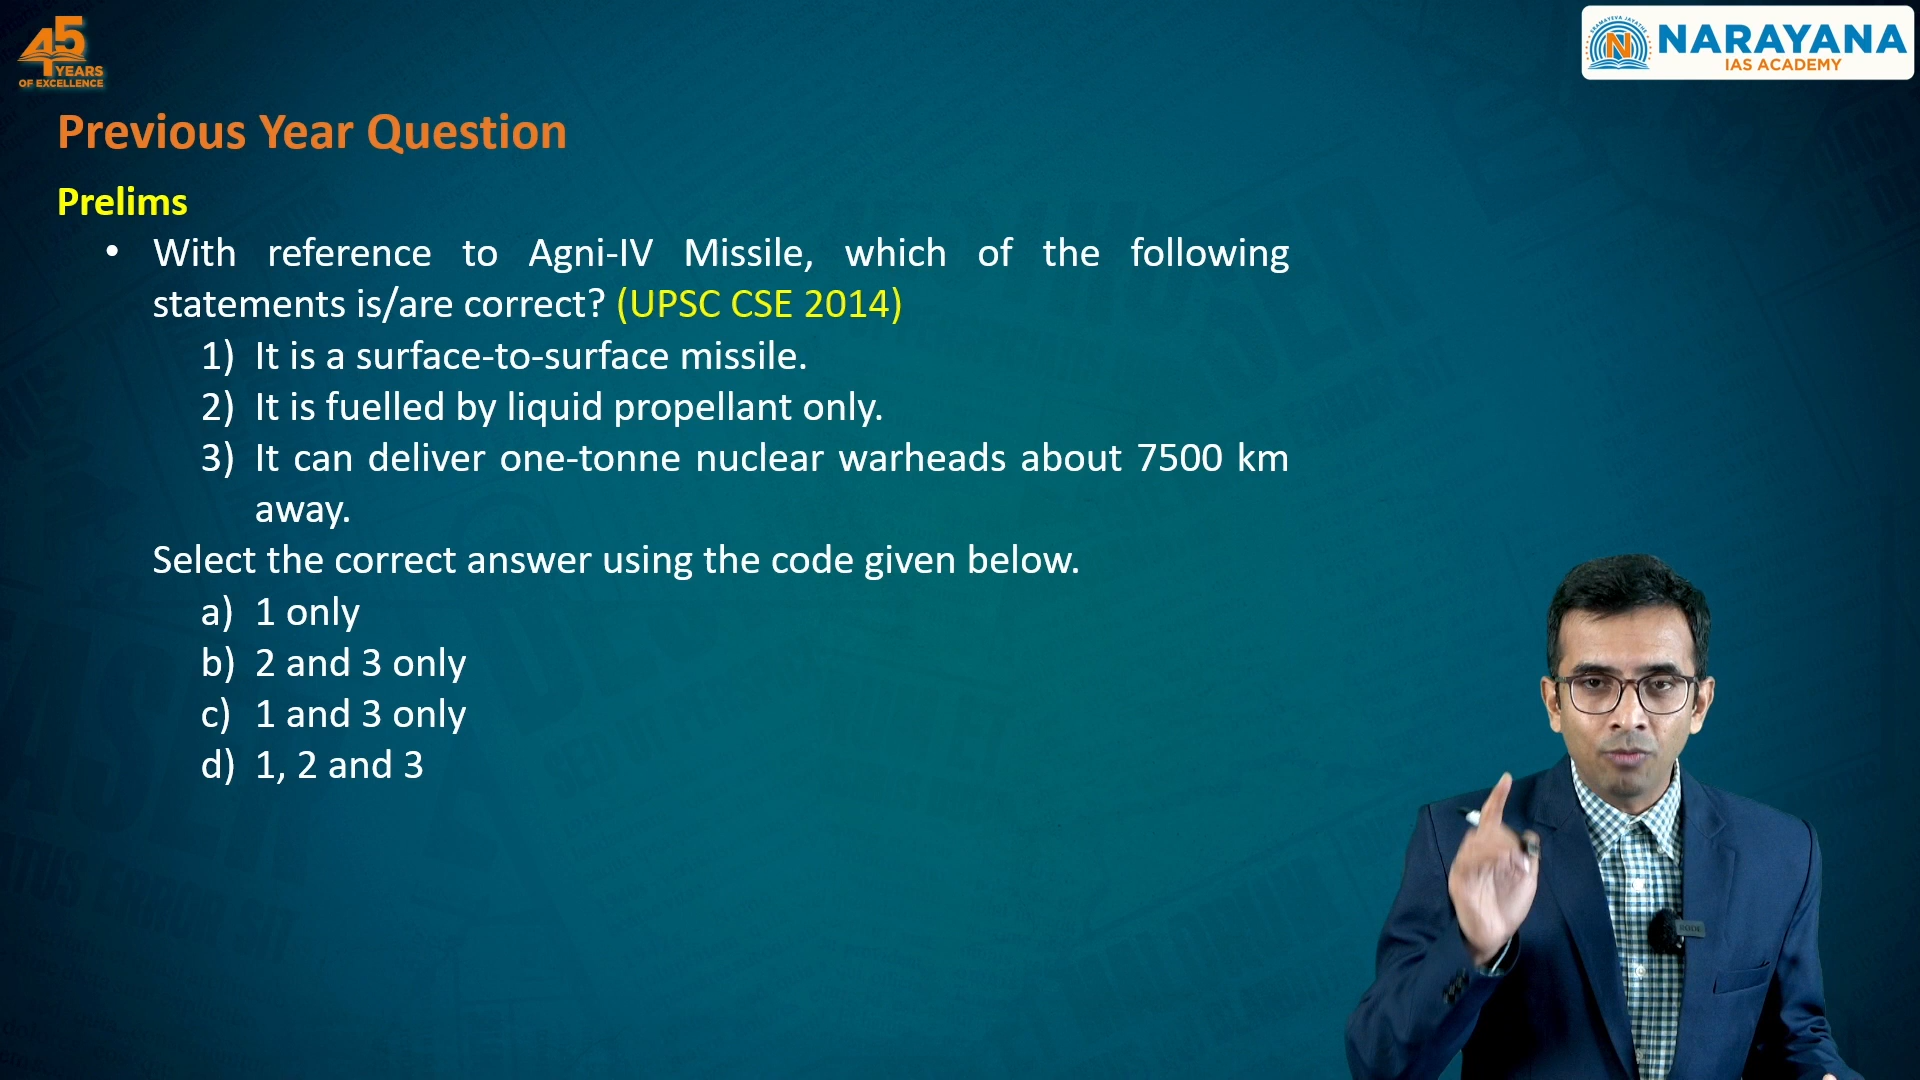 45
YEARS
OF EXCELLENCE
NARAYANA
IAS ACADEMY
Previous Year Question
Prelims
• With reference to Agni-IV Missile, which of the following
statements is/are correct? (UPSC CSE 2014)
1) It is a surface-to-surface missile.
2) It is fuelled by liquid propellant only.
3) It can deliver one-tonne nuclear warheads about 7500 km
away.
Select the correct answer using the code given below.
a) 1 only
b) 2 and 3 only
c) 1 and 3 only
d) 1, 2 and 3
RODE